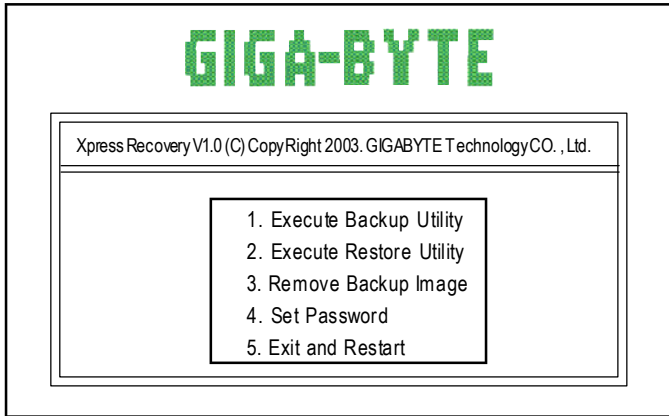 GIGA-BYTE
Xpress Recovery V1.0 (C) CopyRight 2003. GIGABYTE Technology CO. , Ltd.
1. Execute Backup Utility
2. Execute Restore Utility
3. Remove Backup Image
4. Set Password
5. Exit and Restart